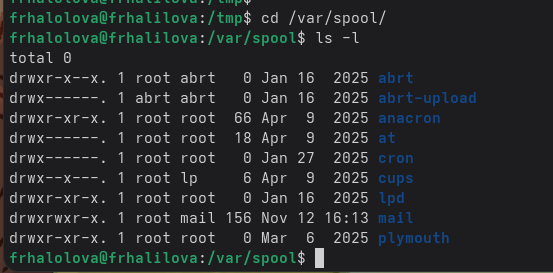 frhalolova@frhalilova:/tmp$ cd /var/spool/
frhalolova@frhalilova:/var/spool$ ls -l
total 0
drwxr-x--x. 1 root abrt   0 Jan 16  2025 abrt
drwx------. 1 abrt abrt   0 Jan 16  2025 abrt-upload
drwxr-xr-x. 1 root root  66 Apr  9  2025 anacron
drwx------. 1 root root  18 Apr  9  2025 at
drwx------. 1 root root   0 Jan 27  2025 cron
drwx--x---. 1 root lp     6 Apr  9  2025 cups
drwxr-xr-x. 1 root root   0 Jan 16  2025 lpd
drwxrwxr-x. 1 root mail 156 Nov 12 16:13 mail
drwxr-xr-x. 1 root root   0 Mar  6  2025 plymouth
frhalolova@frhalilova:/var/spool$